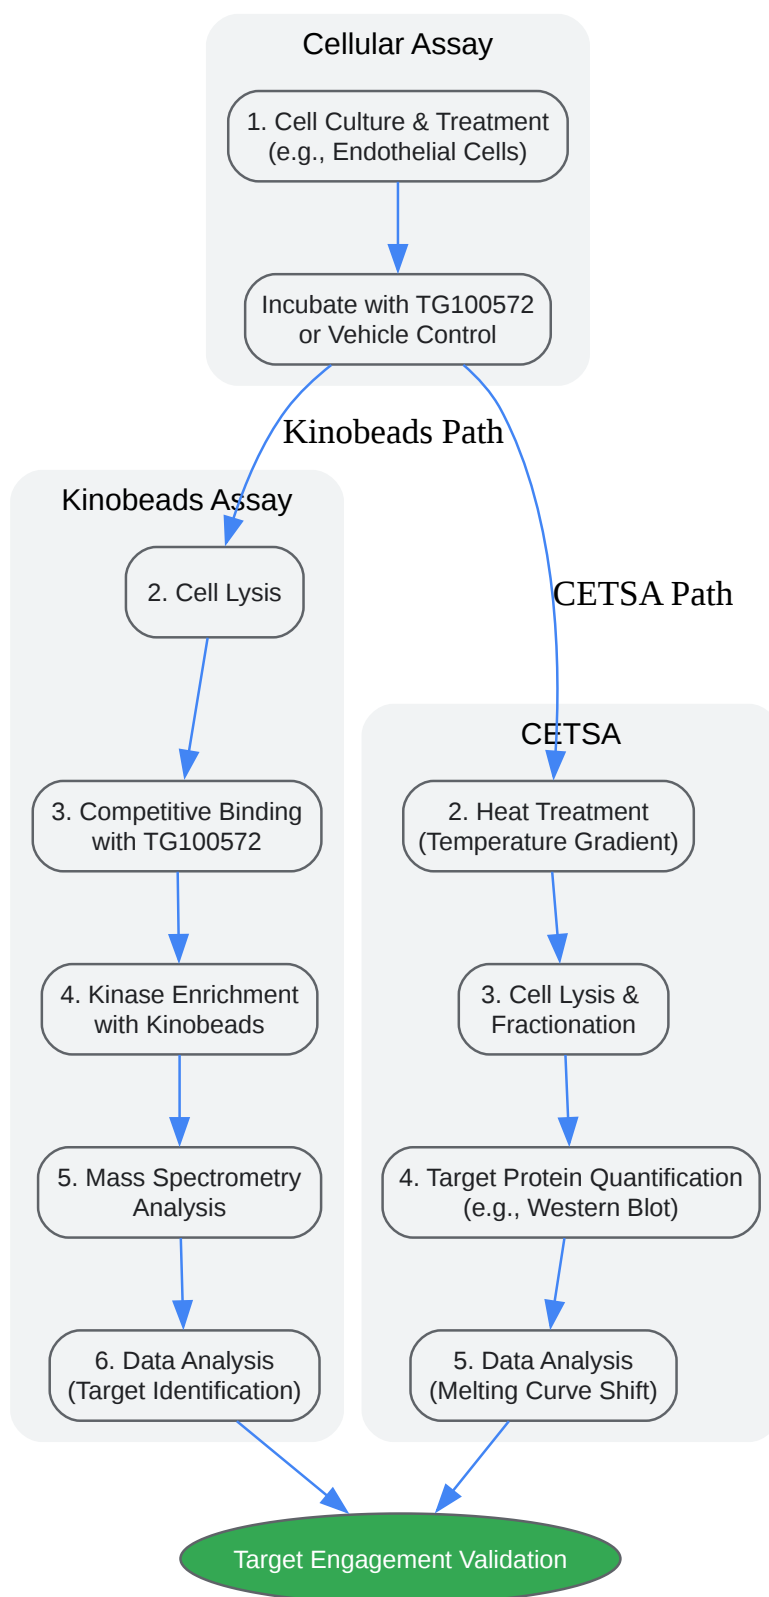 Cellular Assay
1. Cell Culture & Treatment
(e.g., Endothelial Cells)
Incubate with TG100572
or Vehicle Control
Kinobeads Path
Kinobeads Assay
2. Cell Lysis
3. Competitive Binding
with TG100572
4. Kinase Enrichment
with Kinobeads
5. Mass Spectrometry
Analysis
6. Data Analysis
(Target Identification)
CETSA Path
CETSA
2. Heat Treatment
(Temperature Gradient)
3. Cell Lysis &
Fractionation
4. Target Protein Quantification
(e.g., Western Blot)
5. Data Analysis
(Melting Curve Shift)
Target Engagement Validation